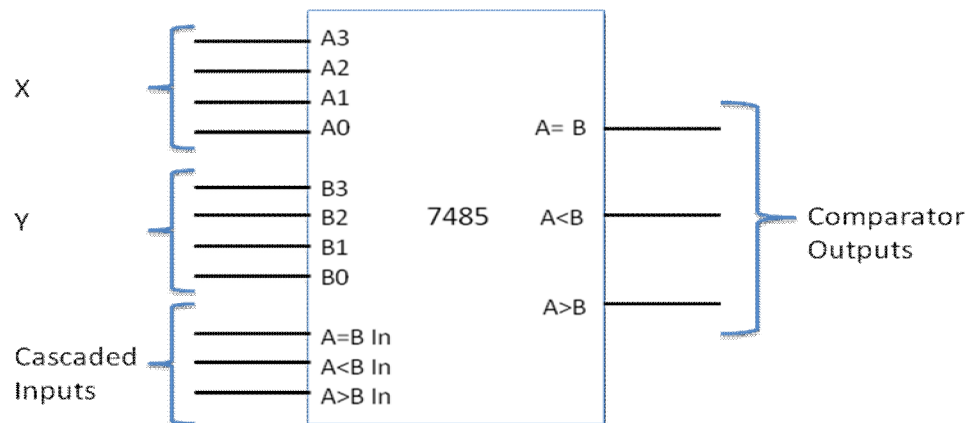 X
A3
A2
A1
A0
Y
B3
B2
B1
B0
Cascaded
Inputs
A=B In
A<B In
A>B In
7485
A= B
A<B
A>B
Comparator
Outputs